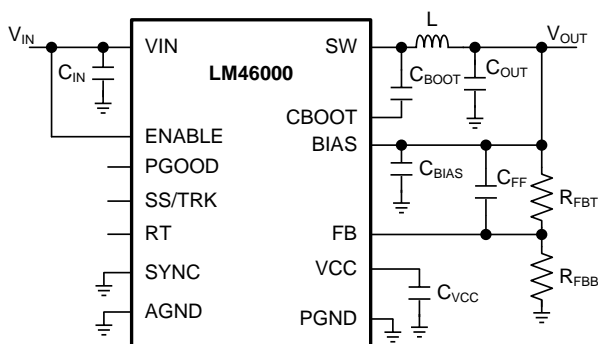 VIN
VIN
SW
L
VOUT
CIN
LM46000
CBOOT
COUT
CBOOT
ENABLE
BIAS
PGOOD
CBIAS
CFF
SS/TRK
RFBT
RT
FB
SYNC
VCC
RFBB
CVCC
AGND
PGND